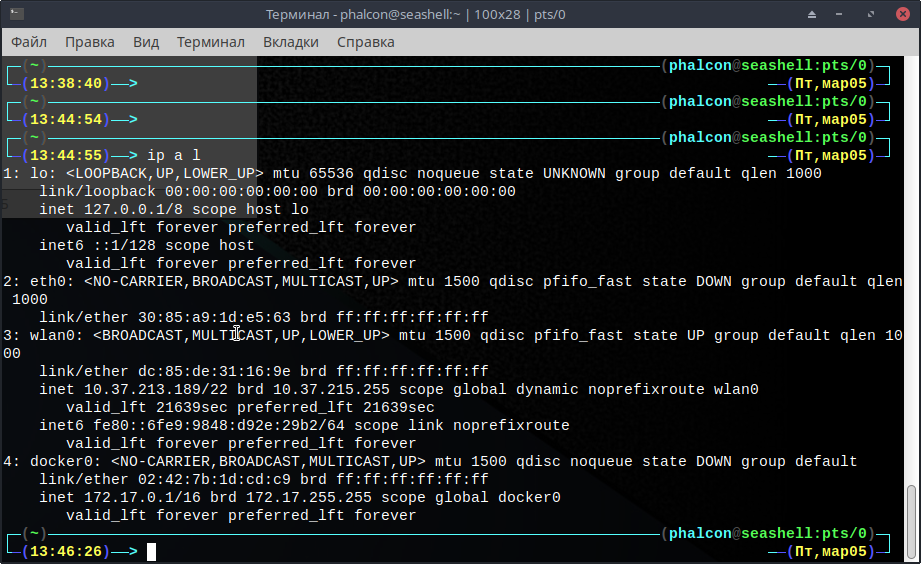 Терминал - phalcon@seashell:~ | 100x28 | pts/0
Файл Правка Вид Терминал Вкладки Справка
(~) (phalcon@seashell:pts/0)
(13:38:40)—> (Пт,мар05)
(~) (phalcon@seashell:pts/0)
(13:44:54)—> (Пт,мар05)
(~) (phalcon@seashell:pts/0)
(13:44:55)—> ip a l (Пт,мар05)
1: lo: <LOOPBACK,UP,LOWER_UP> mtu 65536 qdisc noqueue state UNKNOWN group default qlen 1000
link/loopback 00:00:00:00:00:00 brd 00:00:00:00:00:00
inet 127.0.0.1/8 scope host lo
valid_lft forever preferred_lft forever
inet6 ::1/128 scope host
valid_lft forever preferred_lft forever
2: eth0: <NO-CARRIER,BROADCAST,MULTICAST,UP> mtu 1500 qdisc pfifo_fast state DOWN group default qlen
1000
link/ether 30:85:a9:1d:e5:63 brd ff:ff:ff:ff:ff:ff
3: wlan0: <BROADCAST,MULTICAST,UP,LOWER_UP> mtu 1500 qdisc pfifo_fast state UP group default qlen 10
00
link/ether dc:85:de:31:16:9e brd ff:ff:ff:ff:ff:ff
inet 10.37.213.189/22 brd 10.37.215.255 scope global dynamic noprefixroute wlan0
valid_lft 21639sec preferred_lft 21639sec
inet6 fe80::6fe9:9848:d92e:29b2/64 scope link noprefixroute
valid_lft forever preferred_lft forever
4: docker0: <NO-CARRIER,BROADCAST,MULTICAST,UP> mtu 1500 qdisc noqueue state DOWN group default
link/ether 02:42:7b:1d:cd:c9 brd ff:ff:ff:ff:ff:ff
inet 172.17.0.1/16 brd 172.17.255.255 scope global docker0
valid_lft forever preferred_lft forever
(~) (phalcon@seashell:pts/0)
(13:46:26)—> (Пт,мар05)